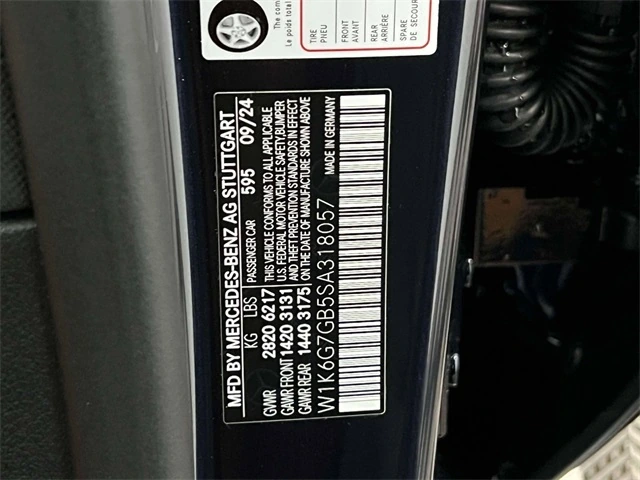 Le poids total
TIRE
PNEU
FRONT
AVANT
REAR
ARRIÈRE
SPARE
DE SECOURS
MFD BY MERCEDES-BENZ AG STUTTGART
PASSENGER CAR 595 09/24
KG LBS
GVWR 2820 6217
GAWR FRONT 1420 3131
GAWR REAR 1440 3175
THIS VEHICLE CONFORMS TO ALL APPLICABLE
U.S. FEDERAL MOTOR VEHICLE SAFETY/BUMPER
AND THEFT PREVENTION STANDARDS IN EFFECT
ON THE DATE OF MANUFACTURE SHOWN ABOVE
W1K6G7GB5SA318057 MADE IN GERMANY